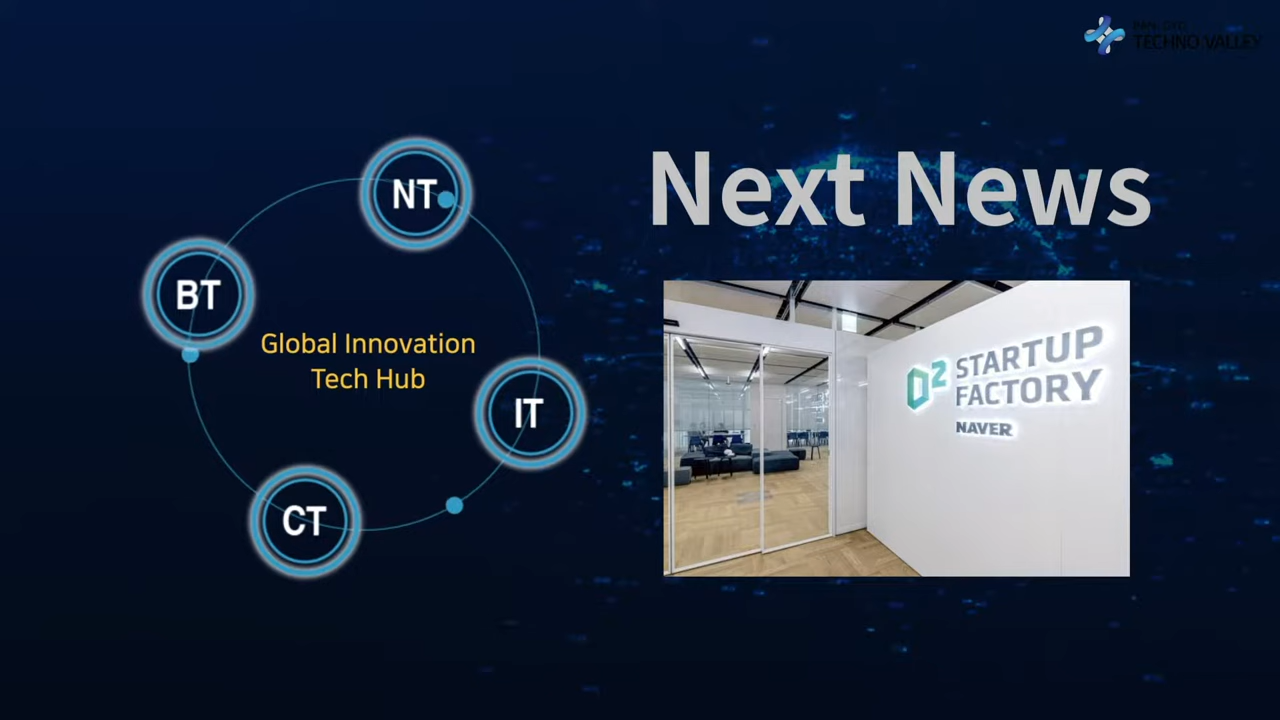 TECHNO VALLEY
NT
BT
Global Innovation
Tech Hub
IT
CT
Next News
D2 STARTUP
FACTORY
NAVER